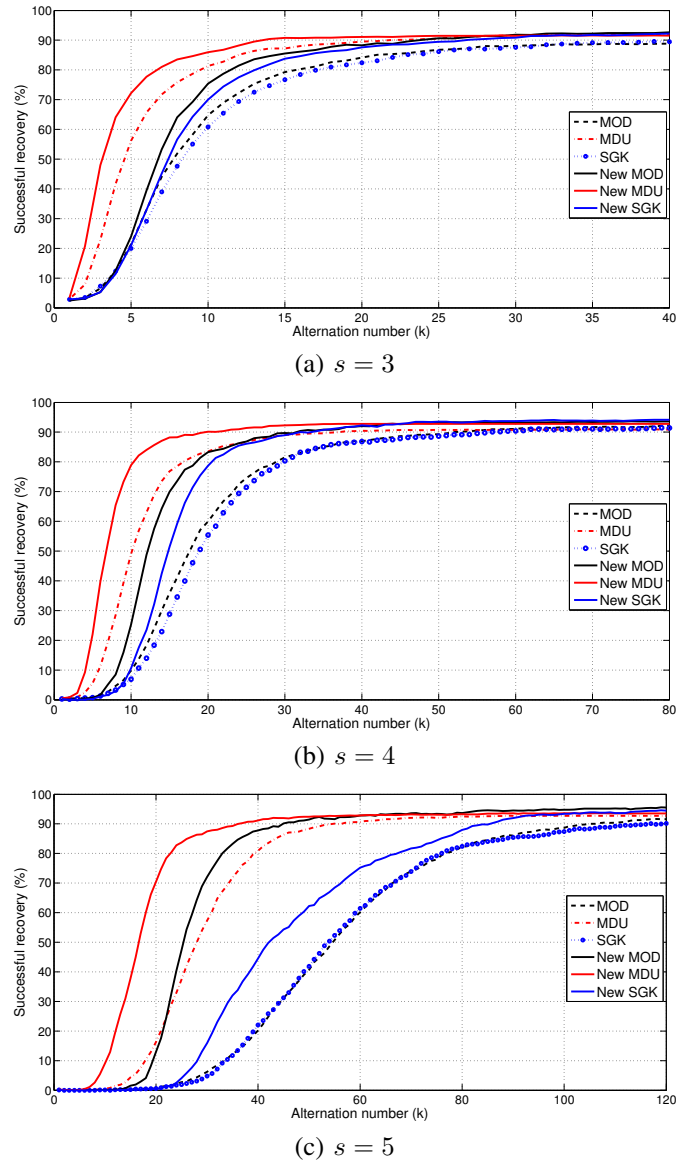 100
90
80
70
60
50
40
30
20
10
0
Successful recovery (%)
MOD
MDU
SGK
New MOD
New MDU
New SGK
0 5 10 15 20 25 30 35 40
Alternation number (k)
(a) s = 3
100
90
80
70
60
50
40
30
20
10
0
Successful recovery (%)
MOD
MDU
SGK
New MOD
New MDU
New SGK
0 10 20 30 40 50 60 70 80
Alternation number (k)
(b) s = 4
100
90
80
70
60
50
40
30
20
10
0
Successful recovery (%)
MOD
MDU
SGK
New MOD
New MDU
New SGK
0 20 40 60 80 100 120
Alternation number (k)
(c) s = 5